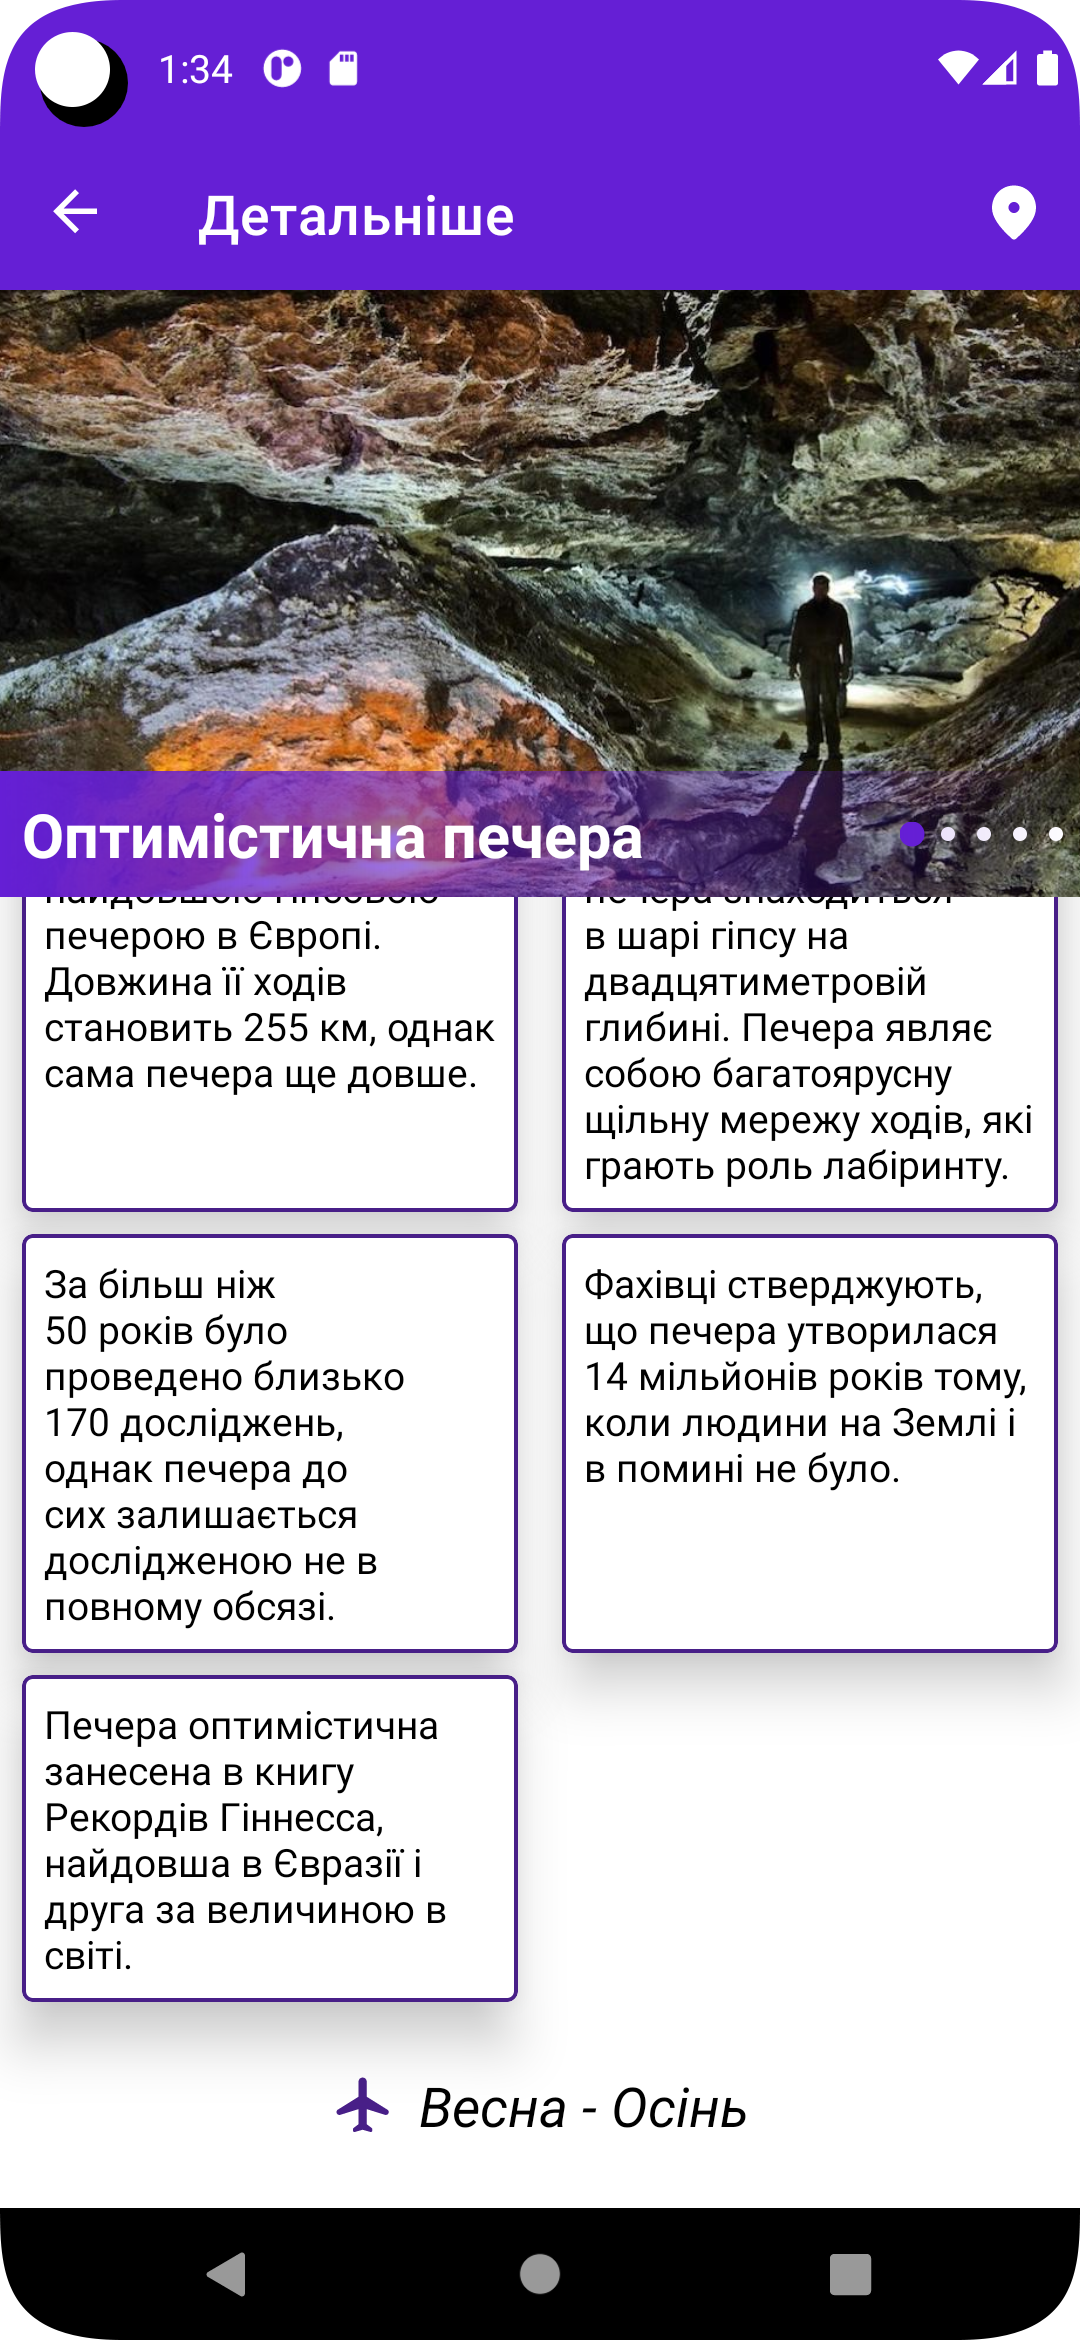 1:34
Детальніше
Оптимістична печера
найдовшою гіпсовою
печерою в Європі.
Довжина її ходів
становить 255 км, однак
сама печера ще довше.
печера знаходиться
в шарі гіпсу на
двадцятиметровій
глибині. Печера являє
собою багатоярусну
щільну мережу ходів, які
грають роль лабіринту.
За більш ніж
50 років було
проведено близько
170 досліджень,
однак печера до
сих залишається
дослідженою не в
повному обсязі.
Фахівці стверджують,
що печера утворилася
14 мільйонів років тому,
коли людини на Землі і
в помині не було.
Печера оптимістична
занесена в книгу
Рекордів Гіннесса,
найдовша в Євразії і
друга за величиною в
світі.
Весна - Осінь